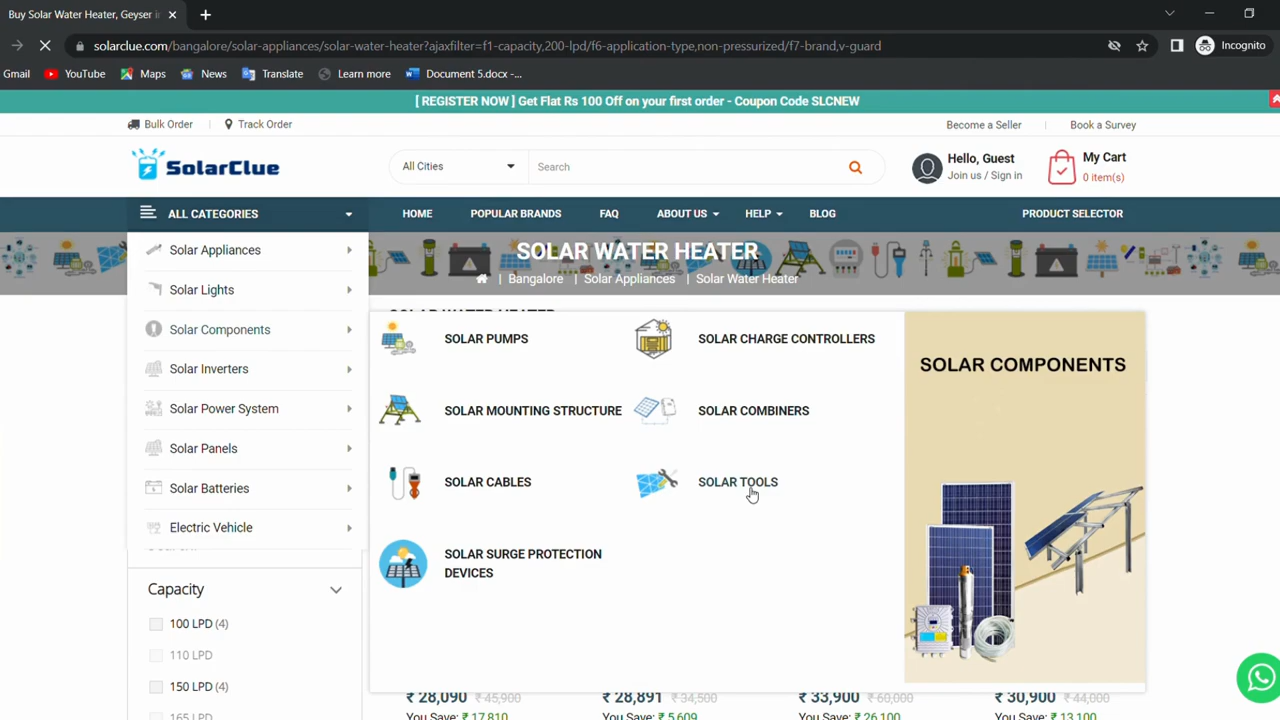 Buy Solar Water Heater, Geyser in
solarclue.com/bangalore/solar-appliances/solar-water-heater?ajaxfilter=f1-capacity,200-lpd/f6-application-type,non-pressurized/f7-brand,v-guard
Incognito
Gmail YouTube Maps News Translate Learn more Document 5.docx -...
[ REGISTER NOW ] Get Flat Rs 100 Off on your first order - Coupon Code SLCNEW
Bulk Order | Track Order Become a Seller | Book a Survey
SolarClue All Cities Search Hello, Guest My Cart
Join us / Sign in 0 item(s)
ALL CATEGORIES HOME POPULAR BRANDS FAQ ABOUT US HELP BLOG PRODUCT SELECTOR
SOLAR WATER HEATER
| Bangalore | Solar Appliances | Solar Water Heater
Solar Appliances
Solar Lights
Solar Components
Solar Inverters
Solar Power System
Solar Panels
Solar Batteries
Electric Vehicle
SOLAR PUMPS SOLAR CHARGE CONTROLLERS
SOLAR MOUNTING STRUCTURE SOLAR COMBINERS
SOLAR CABLES SOLAR TOOLS
SOLAR SURGE PROTECTION
DEVICES
SOLAR COMPONENTS
Capacity
100 LPD (4)
110 LPD
150 LPD (4)
165 LPD
₹ 28,090 ₹ 45,900 ₹ 28,891 ₹ 34,500 ₹ 33,900 ₹ 60,000 ₹ 30,900 ₹ 44,000
You Save: ₹ 17,810 You Save: ₹ 5,609 You Save: ₹ 26,100 You Save: ₹ 13,100